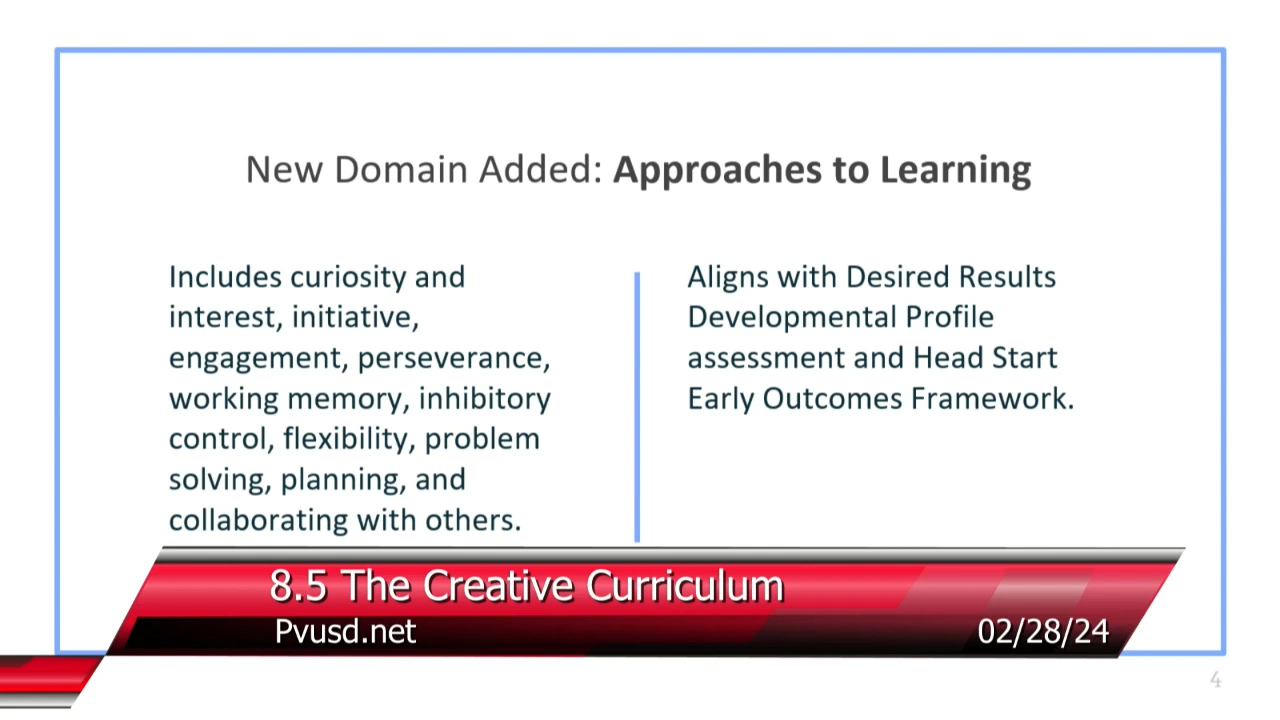 New Domain Added: Approaches to Learning
Includes curiosity and
interest, initiative,
engagement, perseverance,
working memory, inhibitory
control, flexibility, problem
solving, planning, and
collaborating with others.
Aligns with Desired Results
Developmental Profile
assessment and Head Start
Early Outcomes Framework.
8.5 The Creative Curriculum
Pvusd.net
02/28/24
4